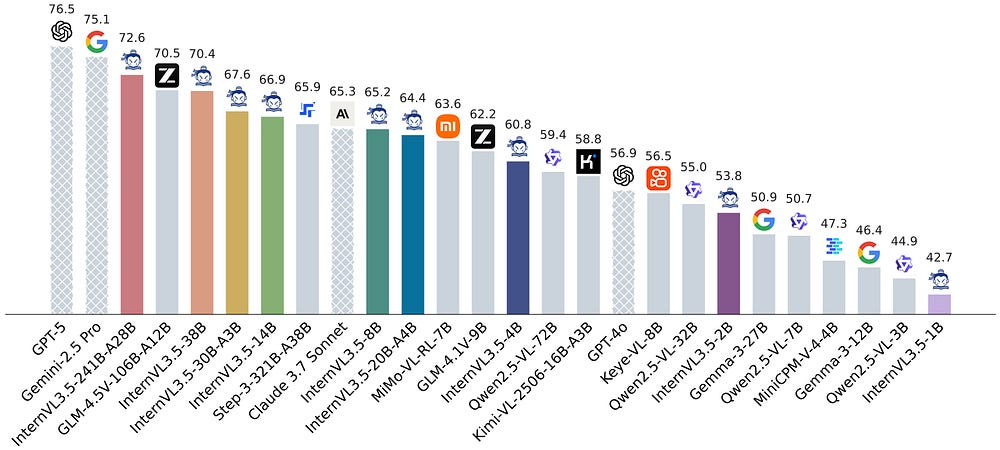 76.5
75.1
72.6
70.5
70.4
67.6
66.9
65.9
65.3
65.2
64.4
63.6
62.2
60.8
59.4
58.8
56.9
56.5
55.0
53.8
50.9
50.7
47.3
46.4
44.9
42.7
GPT-5
Gemini-2.5 Pro
InternVL3.5-241B-A28B
GLM-4.5V-106B-A12B
InternVL3.5-38B
InternVL3.5-30B-A3B
InternVL3.5-14B
Step-3-321B-A38B
Claude 3.7 Sonnet
InternVL3.5-8B
InternVL3.5-20B-A4B
MiMo-VL-RL-7B
GLM-4.1V-9B
InternVL3.5-4B
Qwen2.5-VL-72B
Kimi-VL-2506-16B-A3B
GPT-4o
Keye-VL-8B
Qwen2.5-VL-32B
InternVL3.5-2B
Gemma-3-27B
Qwen2.5-VL-7B
MiniCPM-V-4-4B
Gemma-3-12B
Qwen2.5-VL-3B
InternVL3.5-1B